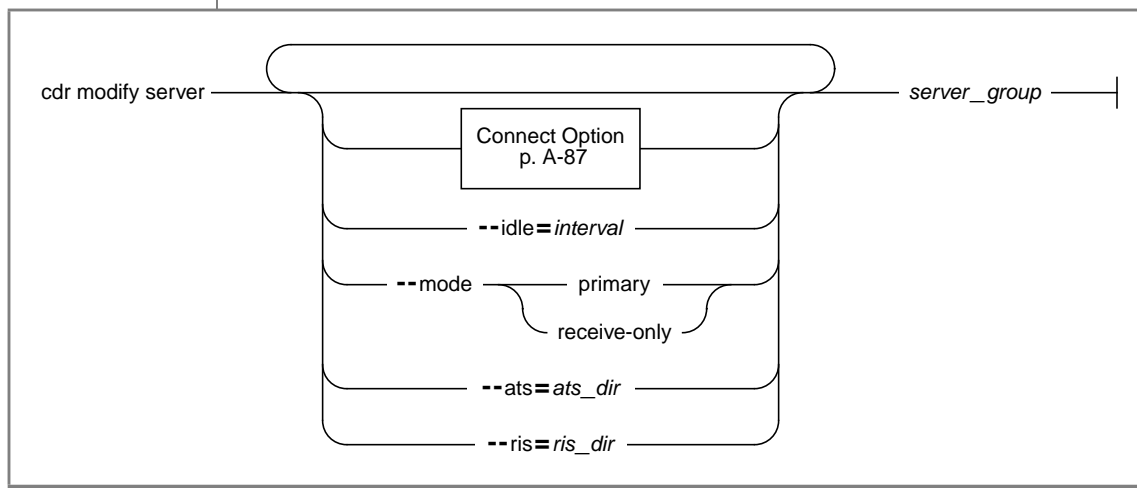 cdr modify server
server_group
Connect Option
p. A-87
--idle=interval
--mode
primary
receive-only
--ats=ats_dir
--ris=ris_dir